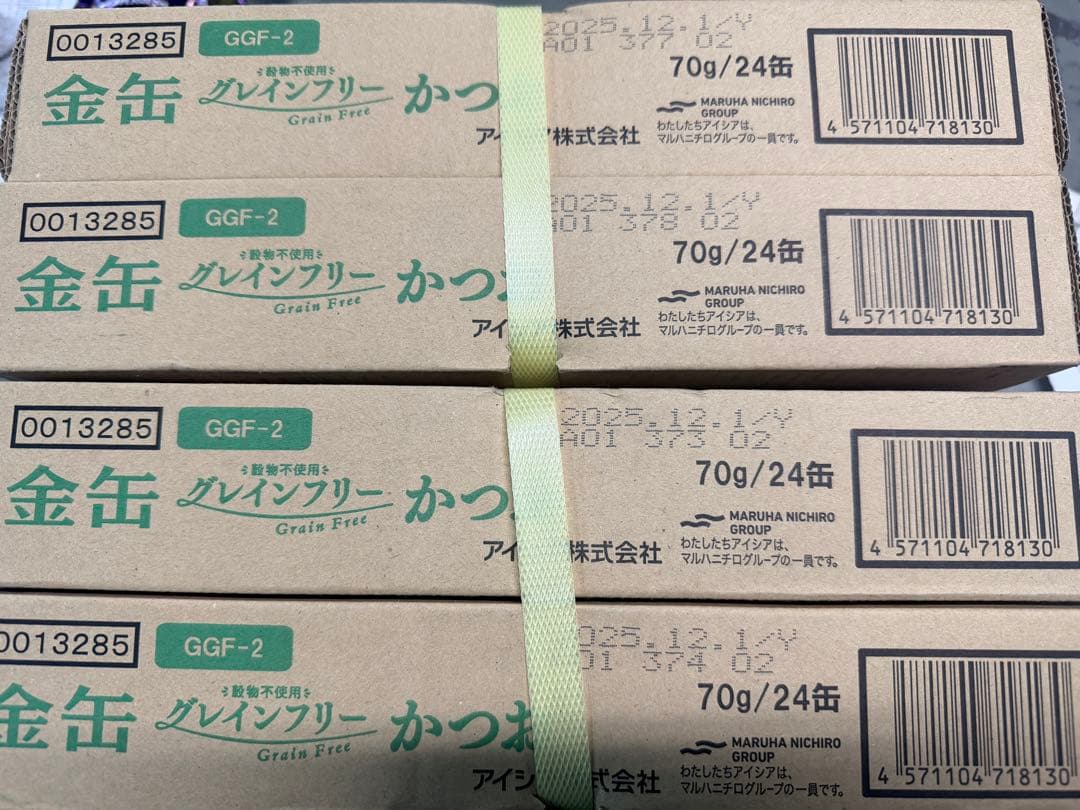 0013285 GGF-2 2025.12.1/Y
A01 377 02
70g/24缶
穀物不使用
金缶 グレインフリー かつ
Grain Free
MARUHA NICHIRO
GROUP
アイ 株式会社 わたしたちアイシアは、
マルハニチログループの一員です。
4 571104 718130
0013285 GGF-2 2025.12.1/Y
A01 378 02
70g/24缶
穀物不使用
金缶 グレインフリー かつ
Grain Free
MARUHA NICHIRO
GROUP
アイ 株式会社 わたしたちアイシアは、
マルハニチログループの一員です。
4 571104 718130
0013285 GGF-2 2025.12.1/Y
A01 373 02
70g/24缶
穀物不使用
金缶 グレインフリー かつ
Grain Free
MARUHA NICHIRO
GROUP
アイ 株式会社 わたしたちアイシアは、
マルハニチログループの一員です。
4 571104 718130
0013285 GGF-2 025.12.1/Y
01 374 02
70g/24缶
穀物不使用
金缶 グレインフリー かつお
Grain Free
MARUHA NICHIRO
GROUP
アイシ 式会社 わたしたちアイシアは、
マルハニチログループの一員です。
4 571104 718130